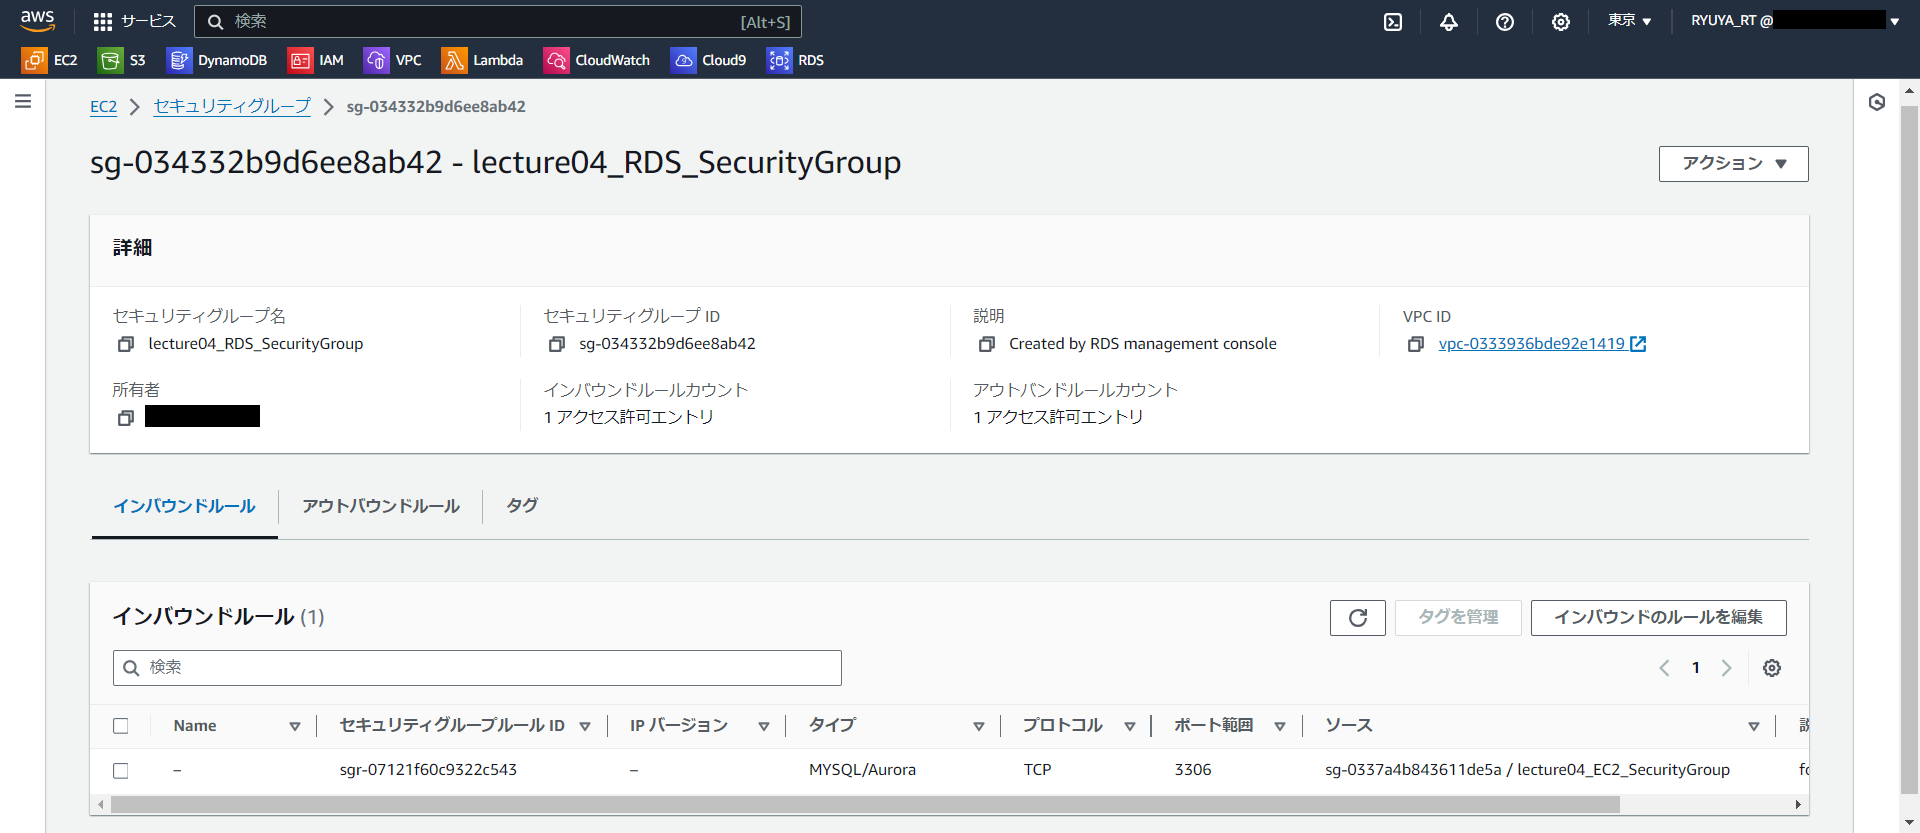 aws サービス 検索 [Alt+S] 東京 RYUYA_RT @
EC2 S3 DynamoDB IAM VPC Lambda CloudWatch Cloud9 RDS
EC2 セキュリティグループ sg-034332b9d6ee8ab42
sg-034332b9d6ee8ab42 - lecture04_RDS_SecurityGroup
アクション
詳細
セキュリティグループ名 セキュリティグループ ID 説明 VPC ID
lecture04_RDS_SecurityGroup sg-034332b9d6ee8ab42 Created by RDS management console vpc-0333936bde92e1419
所有者 インバウンドルールカウント アウトバンドルールカウント
1 アクセス許可エントリ 1 アクセス許可エントリ
インバウンドルール アウトバウンドルール タグ
インバウンドルール (1) タグを管理 インバウンドのルールを編集
検索 1
Name セキュリティグループルール ID IP バージョン タイプ プロトコル ポート範囲 ソース
– sgr-07121f60c9322c543 – MYSQL/Aurora TCP 3306 sg-0337a4b843611de5a / lecture04_EC2_SecurityGroup